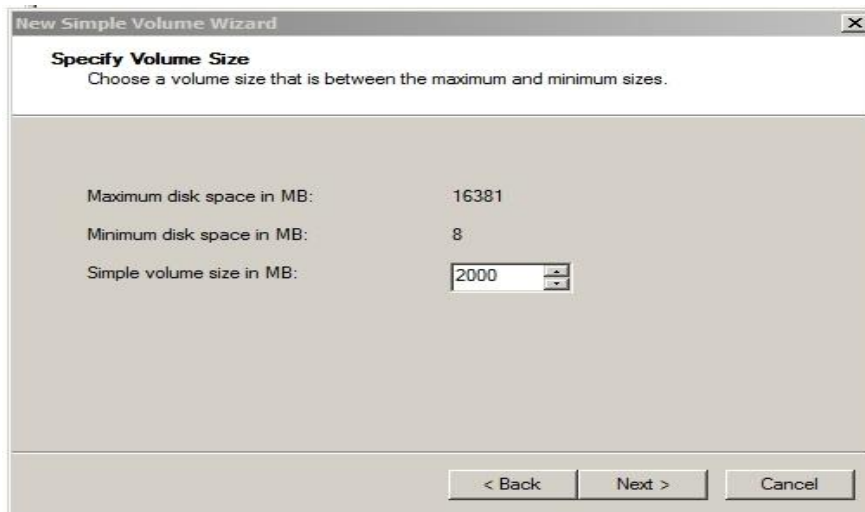 New Simple Volume Wizard
Specify Volume Size
Choose a volume size that is between the maximum and minimum sizes.
Maximum disk space in MB: 16381
Minimum disk space in MB: 8
Simple volume size in MB: 2000
< Back Next > Cancel